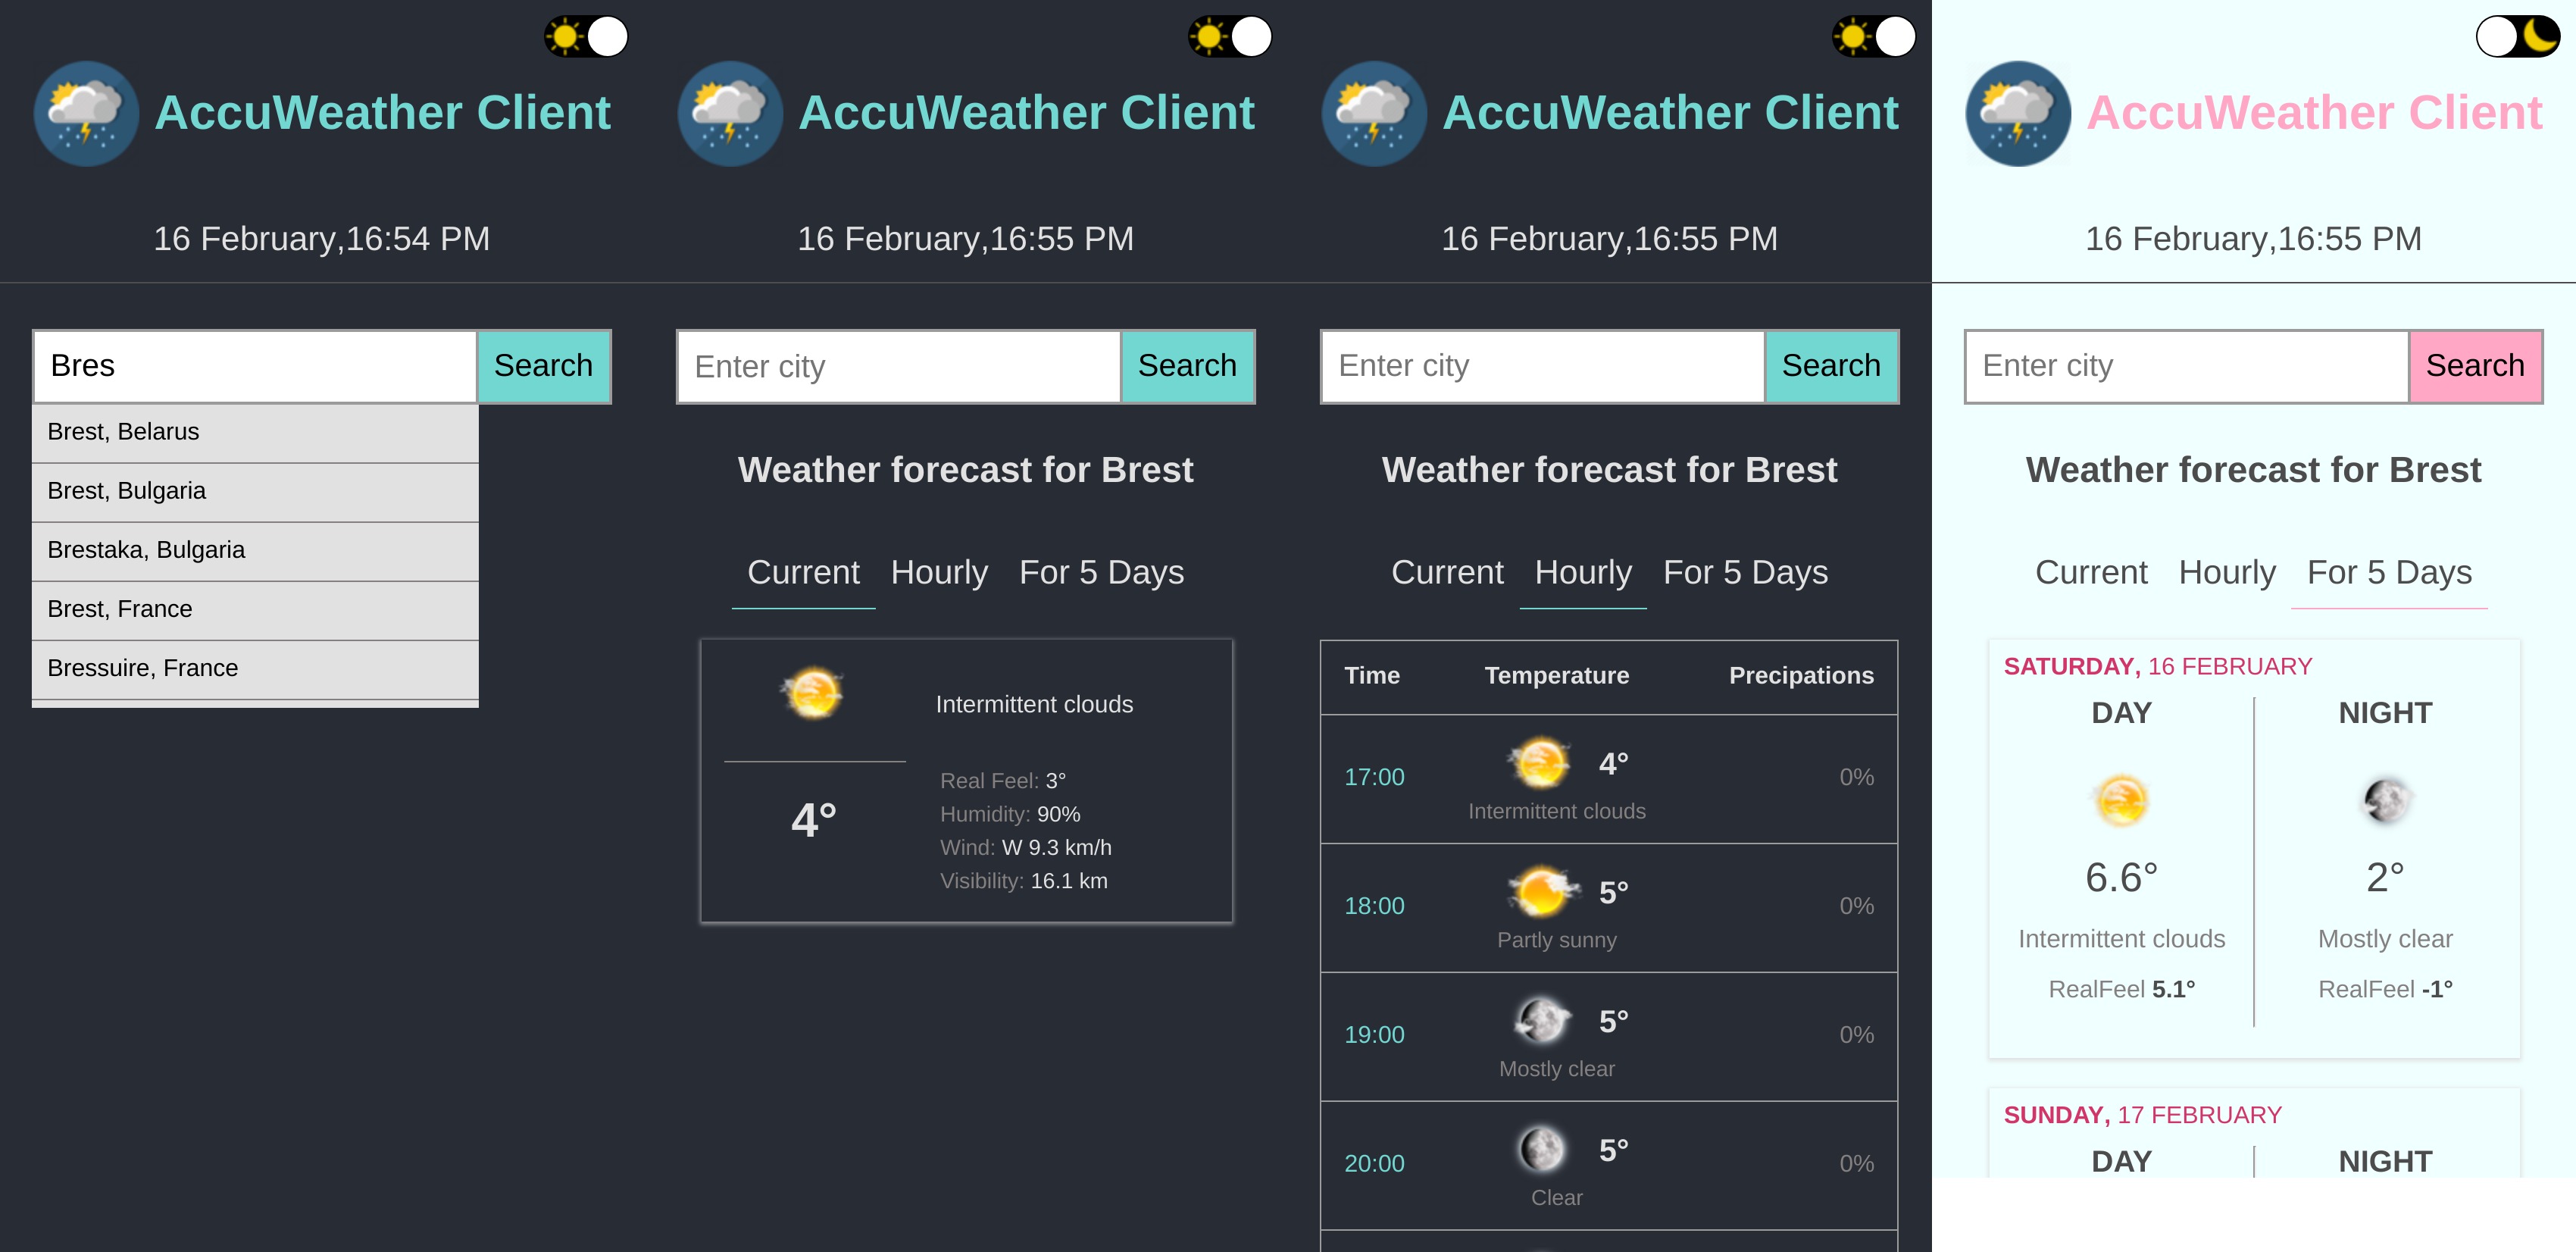 AccuWeather Client
16 February,16:54 PM
Bres
Search
Brest, Belarus
Brest, Bulgaria
Brestaka, Bulgaria
Brest, France
Bressuire, France
AccuWeather Client
16 February,16:55 PM
Enter city
Search
Weather forecast for Brest
Current Hourly For 5 Days
Intermittent clouds
Real Feel: 3°
4°
Humidity: 90%
Wind: W 9.3 km/h
Visibility: 16.1 km
AccuWeather Client
16 February,16:55 PM
Enter city
Search
Weather forecast for Brest
Current Hourly For 5 Days
Time Temperature Precipations
17:00 4° 0%
Intermittent clouds
18:00 5° 0%
Partly sunny
19:00 5° 0%
Mostly clear
20:00 5° 0%
Clear
AccuWeather Client
16 February,16:55 PM
Enter city
Search
Weather forecast for Brest
Current Hourly For 5 Days
SATURDAY, 16 FEBRUARY
DAY NIGHT
6.6° 2°
Intermittent clouds Mostly clear
RealFeel 5.1° RealFeel -1°
SUNDAY, 17 FEBRUARY
DAY NIGHT